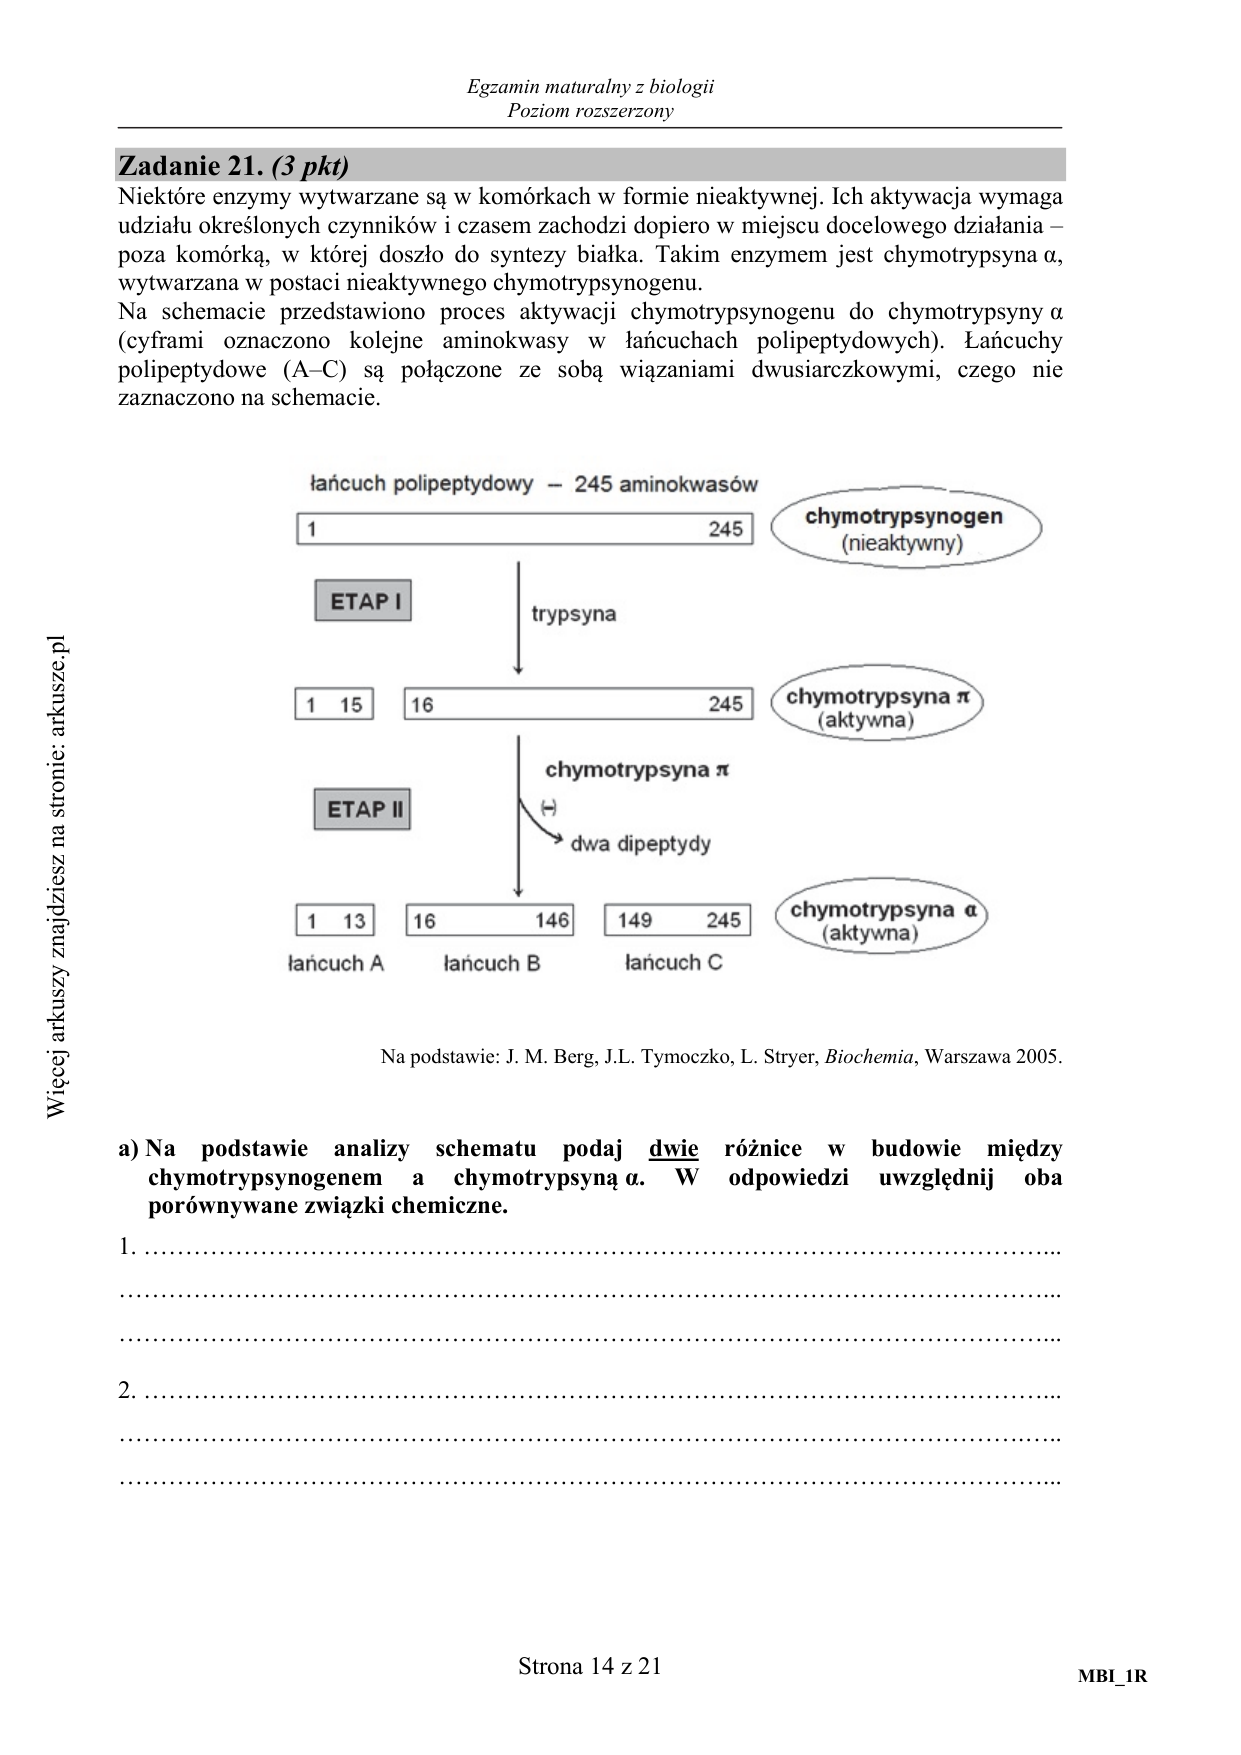 Egzamin maturalny z biologii
Poziom rozszerzony
Zadanie 21. (3 pkt)
Niektóre enzymy wytwarzane są w komórkach w formie nieaktywnej. Ich aktywacja wymaga
udziału określonych czynników i czasem zachodzi dopiero w miejscu docelowego działania –
poza komórką, w której doszło do syntezy białka. Takim enzymem jest chymotrypsyna α,
wytwarzana w postaci nieaktywnego chymotrypsynogenu.
Na schemacie przedstawiono proces aktywacji chymotrypsynogenu do chymotrypsyny α
(cyframi oznaczono kolejne aminokwasy w łańcuchach polipeptydowych). Łańcuchy
polipeptydowe (A–C) są połączone ze sobą wiązaniami dwusiarczkowymi, czego nie
zaznaczono na schemacie.
łańcuch polipeptydowy – 245 aminokwasów
1 245
chymotrypsynogen
(nieaktywny)
ETAP I
trypsyna
1 15 16 245
chymotrypsyna π
(aktywna)
chymotrypsyna π
ETAP II
(–)
dwa dipeptydy
1 13 16 146 149 245
chymotrypsyna α
(aktywna)
łańcuch A łańcuch B łańcuch C
Na podstawie: J. M. Berg, J.L. Tymoczko, L. Stryer, Biochemia, Warszawa 2005.
a) Na podstawie analizy schematu podaj dwie różnice w budowie między
chymotrypsynogenem a chymotrypsyną α. W odpowiedzi uwzględnij oba
porównywane związki chemiczne.
1. ………………………………………………………………………………………………...
…………………………………………………………………………………………………...
…………………………………………………………………………………………………...
2. ………………………………………………………………………………………………...
……………………………………………………………………………………………….…..
…………………………………………………………………………………………………...
Strona 14 z 21
MBI_1R
Więcej arkuszy znajdziesz na stronie: arkusze.pl